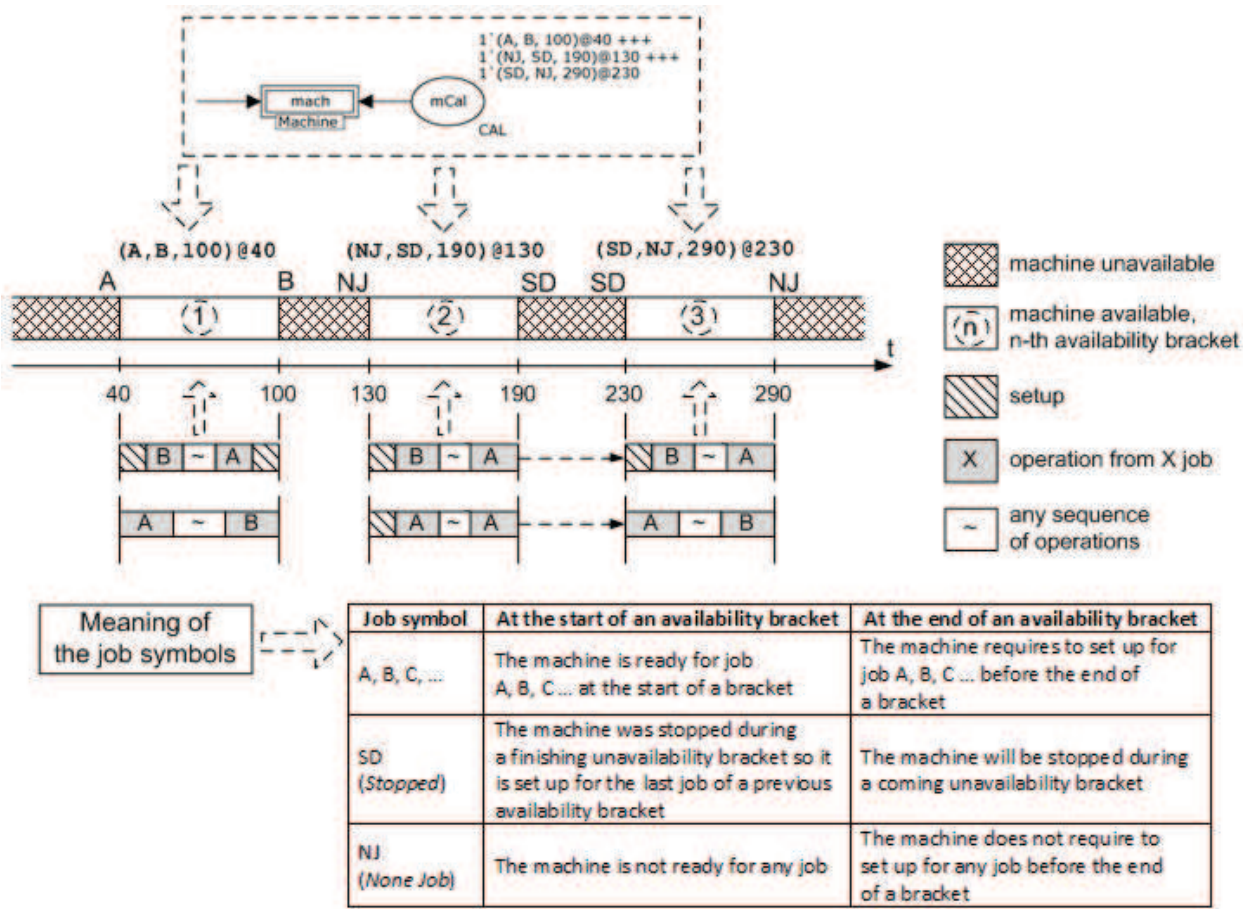 1`(A, B, 100)@40 +++
1`(NJ, SD, 190)@130 +++
1`(SD, NJ, 290)@230
mach
Machine
mCal
CAL
(A,B,100)@40
(NJ,SD,190)@130
(SD,NJ,290)@230
A B NJ SD SD NJ
1 2 3
t
40 100 130 190 230 290
B ~ A B ~ A B ~ A
A ~ B A ~ A A ~ B
machine unavailable
n machine available,
n-th availability bracket
setup
X operation from X job
~ any sequence
of operations
Meaning of
the job symbols
Job symbol At the start of an availability bracket At the end of an availability bracket
A, B, C, ...
The machine is ready for job
A, B, C ... at the start of a bracket
The machine requires to set up for
job A, B, C ... before the end of
a bracket
SD
(Stopped)
The machine was stopped during
a finishing unavailability bracket so it
is set up for the last job of a previous
availability bracket
The machine will be stopped during
a coming unavailability bracket
NJ
(None Job)
The machine is not ready for any job
The machine does not require to
set up for any job before the end
of a bracket